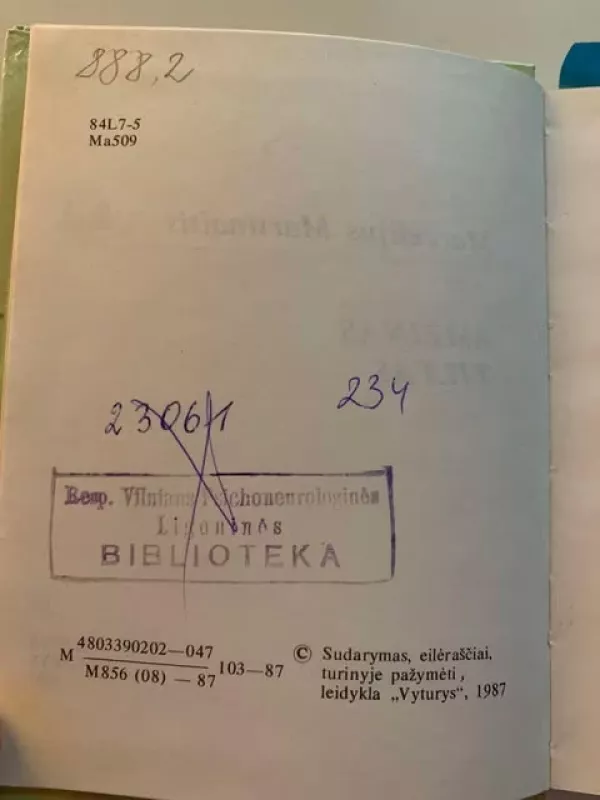 888,2
84L7-5
Ma509
23061
234
Resp. Vilniaus Psichoneurologinės
Ligoninės
BIBLIOTEKA
M 4803390202—047
M856 (08) — 87
103—87
© Sudarymas, eilėraščiai,
turinyje pažymėti,
leidykla „Vyturys“, 1987